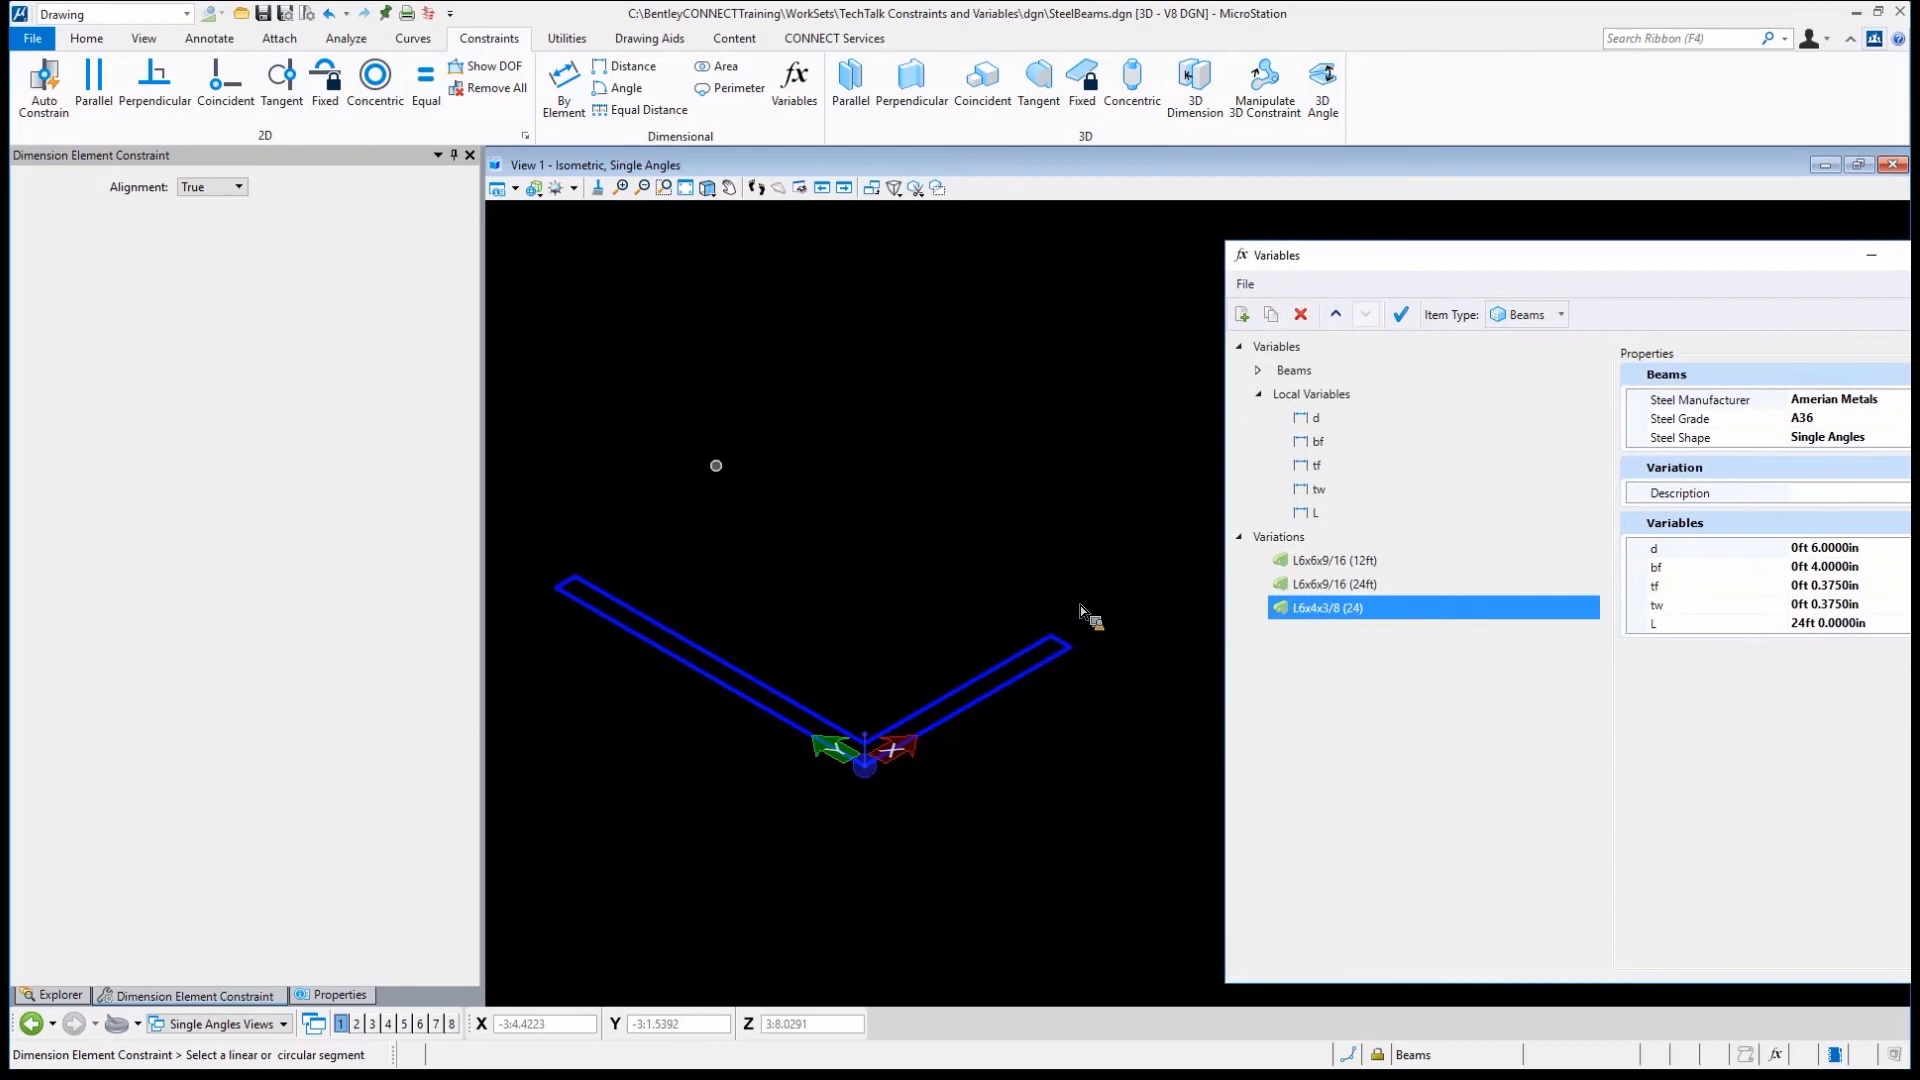 Drawing
C:\BentleyCONNECTTraining\WorkSets\TechTalk Constraints and Variables\dgn\SteelBeams.dgn [3D - V8 DGN] - MicroStation
File Home View Annotate Attach Analyze Curves Constraints Utilities Drawing Aids Content CONNECT Services
Search Ribbon (F4)
Auto Constrain
Parallel
Perpendicular
Coincident
Tangent
Fixed
Concentric
Equal
Show DOF
Remove All
2D
By Element
Distance
Angle
Equal Distance
Area
Perimeter
fx
Variables
Dimensional
Parallel
Perpendicular
Coincident
Tangent
Fixed
Concentric
3D Dimension
Manipulate 3D Constraint
3D Angle
3D
Dimension Element Constraint
Alignment: True
View 1 - Isometric, Single Angles
Y X
fx Variables
File
Item Type: Beams
Variables
Beams
Local Variables
d
bf
tf
tw
L
Variations
L6x6x9/16 (12ft)
L6x6x9/16 (24ft)
L6x4x3/8 (24)
Properties
Beams
Steel Manufacturer Amerian Metals
Steel Grade A36
Steel Shape Single Angles
Variation
Description
Variables
d 0ft 6.0000in
bf 0ft 4.0000in
tf 0ft 0.3750in
tw 0ft 0.3750in
L 24ft 0.0000in
Explorer Dimension Element Constraint Properties
Single Angles Views 1 2 3 4 5 6 7 8 X -3:4.4223 Y -3:1.5392 Z 3:8.0291
Dimension Element Constraint > Select a linear or circular segment
Beams
fx